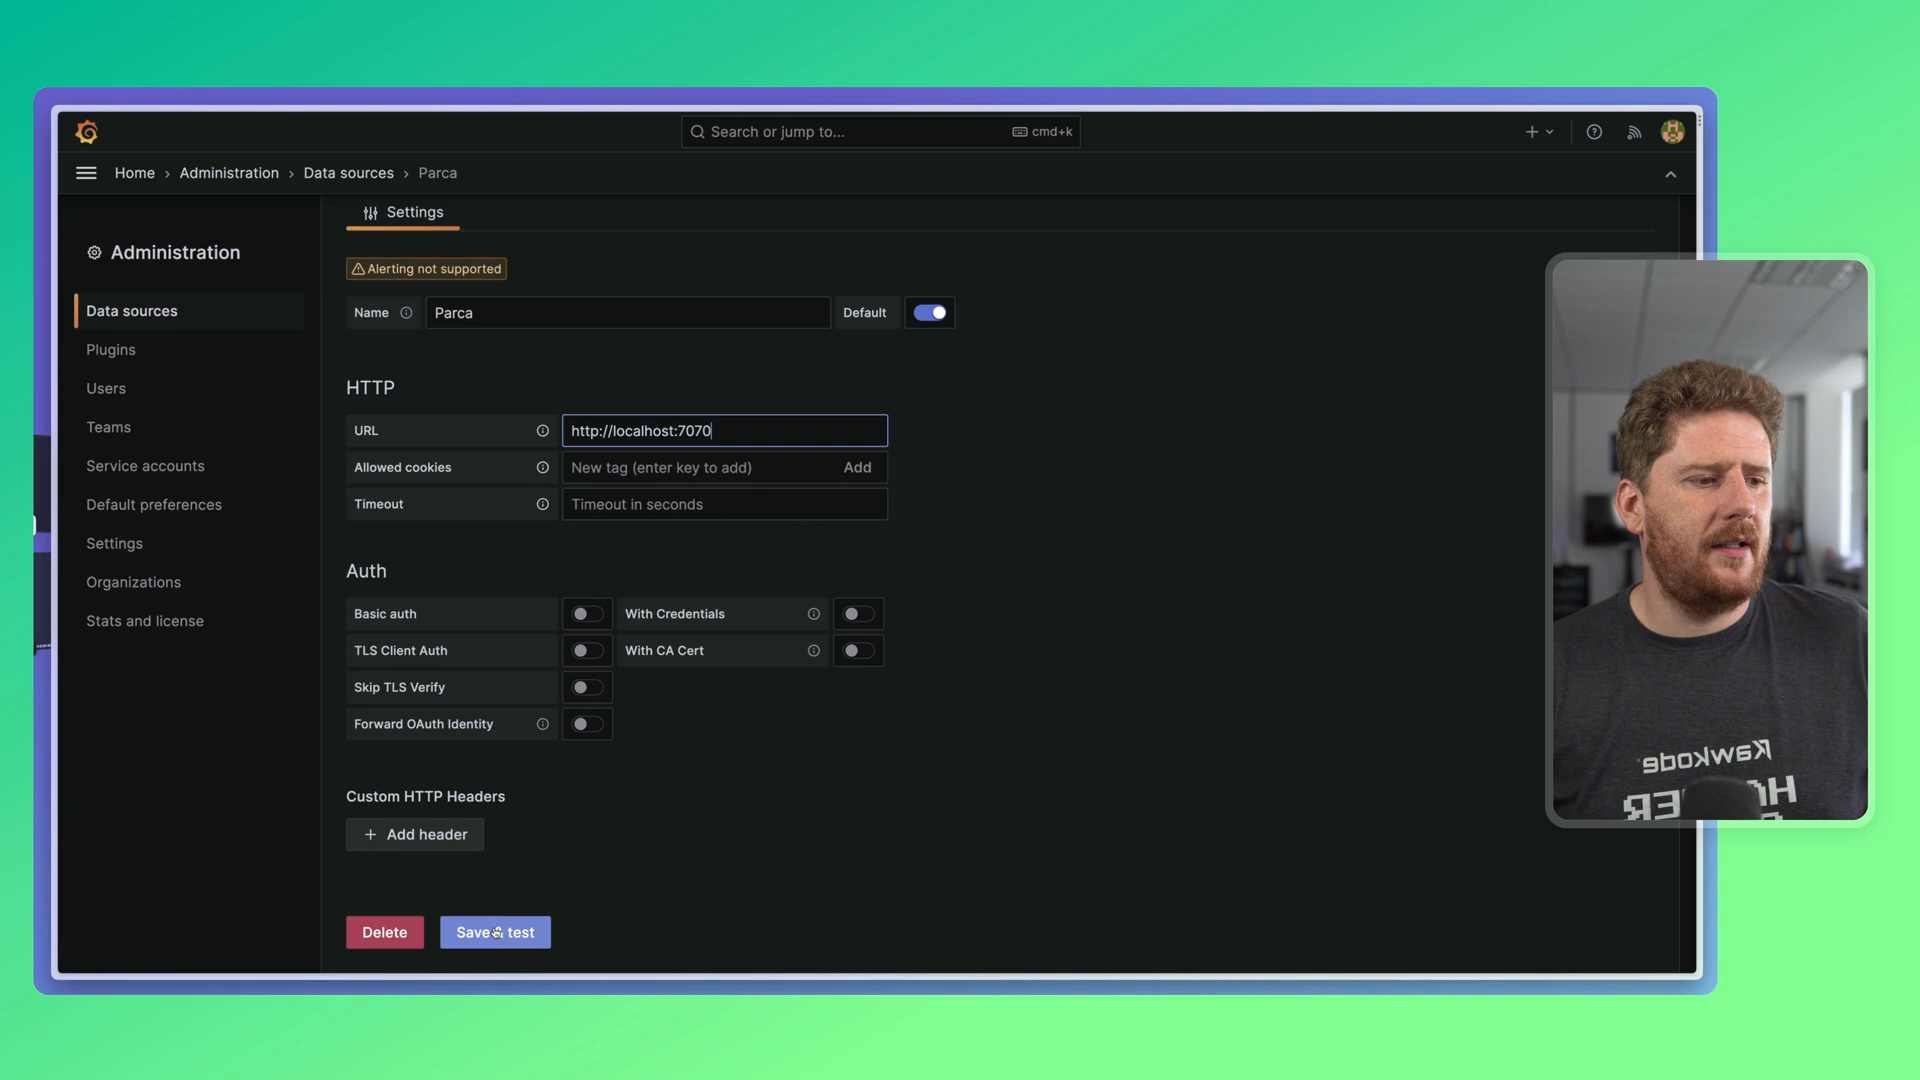 Search or jump to...
cmd+k
Home › Administration › Data sources › Parca
Administration
Data sources
Plugins
Users
Teams
Service accounts
Default preferences
Settings
Organizations
Stats and license
Settings
Alerting not supported
Name
Parca
Default
HTTP
URL
http://localhost:7070
Allowed cookies
New tag (enter key to add)
Add
Timeout
Timeout in seconds
Auth
Basic auth
With Credentials
TLS Client Auth
With CA Cert
Skip TLS Verify
Forward OAuth Identity
Custom HTTP Headers
+ Add header
Delete
Save & test
Rawkode